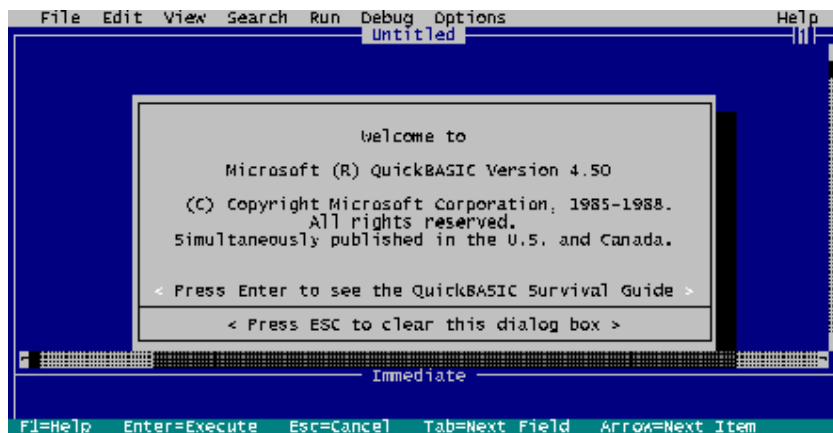 File Edit View Search Run Debug Options Help
Untitled
1
Welcome to
Microsoft (R) QuickBASIC Version 4.50
(C) Copyright Microsoft Corporation, 1985-1988.
All rights reserved.
Simultaneously published in the U.S. and Canada.
< Press Enter to see the QuickBASIC Survival Guide >
< Press ESC to clear this dialog box >
Immediate
F1=Help Enter=Execute Esc=Cancel Tab=Next Field Arrow=Next Item